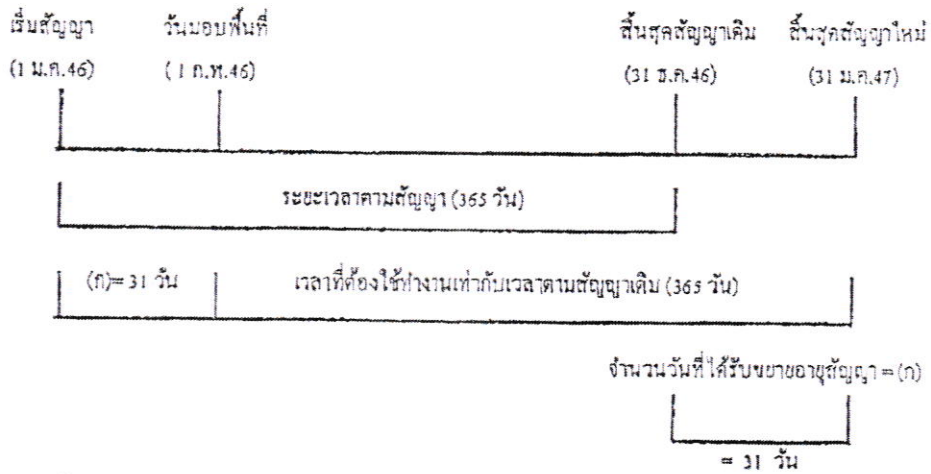 เริ่มสัญญา วันมอบพื้นที่ สิ้นสุดสัญญาเดิม สิ้นสุดสัญญาใหม่
(1 ม.ค.46) (1 ก.พ.46) (31 ธ.ค.46) (31 ม.ค.47)
ระยะเวลาตามสัญญา (365 วัน)
(ก)= 31 วัน เวลาที่ต้องใช้ทำงานเท่ากับเวลาตามสัญญาเดิม (365 วัน)
จำนวนวันที่ได้รับขยายอายุสัญญา = (ก)
= 31 วัน